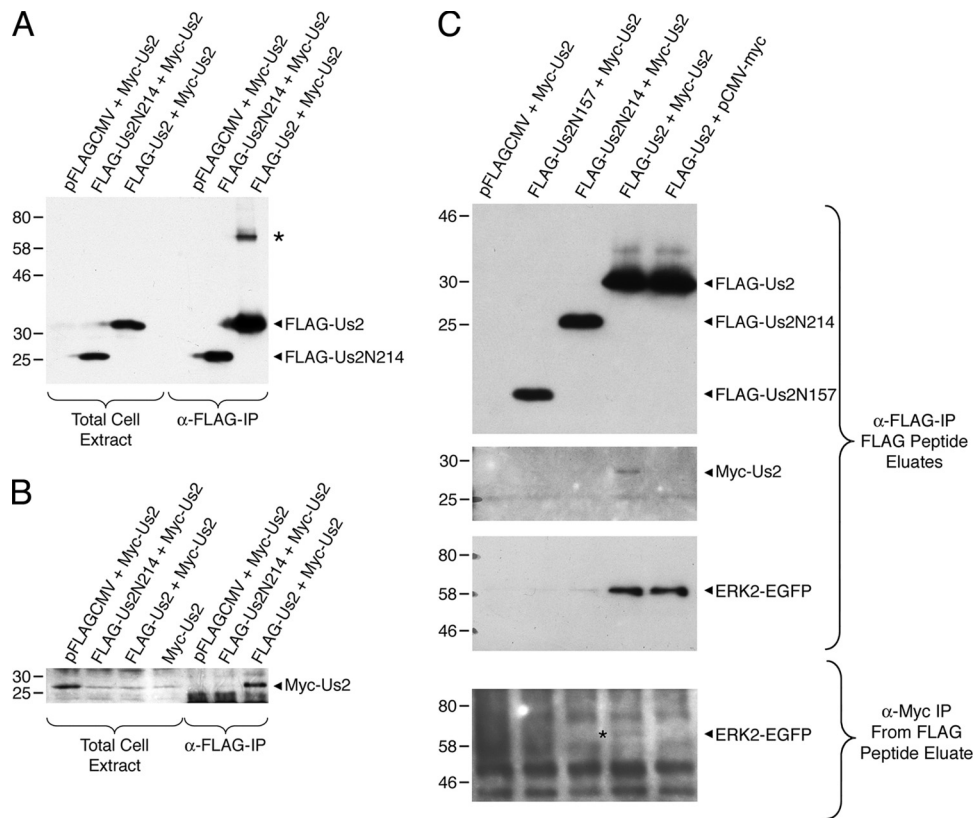 A
pFLAGCMV + Myc-Us2
FLAG-Us2N214 + Myc-Us2
FLAG-Us2 + Myc-Us2
pFLAGCMV + Myc-Us2
FLAG-Us2N214 + Myc-Us2
FLAG-Us2 + Myc-Us2
80
58
46
30
25
*
FLAG-Us2
FLAG-Us2N214
Total Cell
Extract
α-FLAG-IP
B
pFLAGCMV + Myc-Us2
FLAG-Us2N214 + Myc-Us2
FLAG-Us2 + Myc-Us2
Myc-Us2
pFLAGCMV + Myc-Us2
FLAG-Us2N214 + Myc-Us2
FLAG-Us2 + Myc-Us2
30
25
Myc-Us2
Total Cell
Extract
α-FLAG-IP
C
pFLAGCMV + Myc-Us2
FLAG-Us2N157 + Myc-Us2
FLAG-Us2N214 + Myc-Us2
FLAG-Us2 + Myc-Us2
FLAG-Us2 + pCMV-myc
46
30
25
FLAG-Us2
FLAG-Us2N214
FLAG-Us2N157
30
25
Myc-Us2
80
58
46
ERK2-EGFP
α-FLAG-IP
FLAG Peptide
Eluates
80
58
46
*
ERK2-EGFP
α-Myc IP
From FLAG
Peptide Eluate